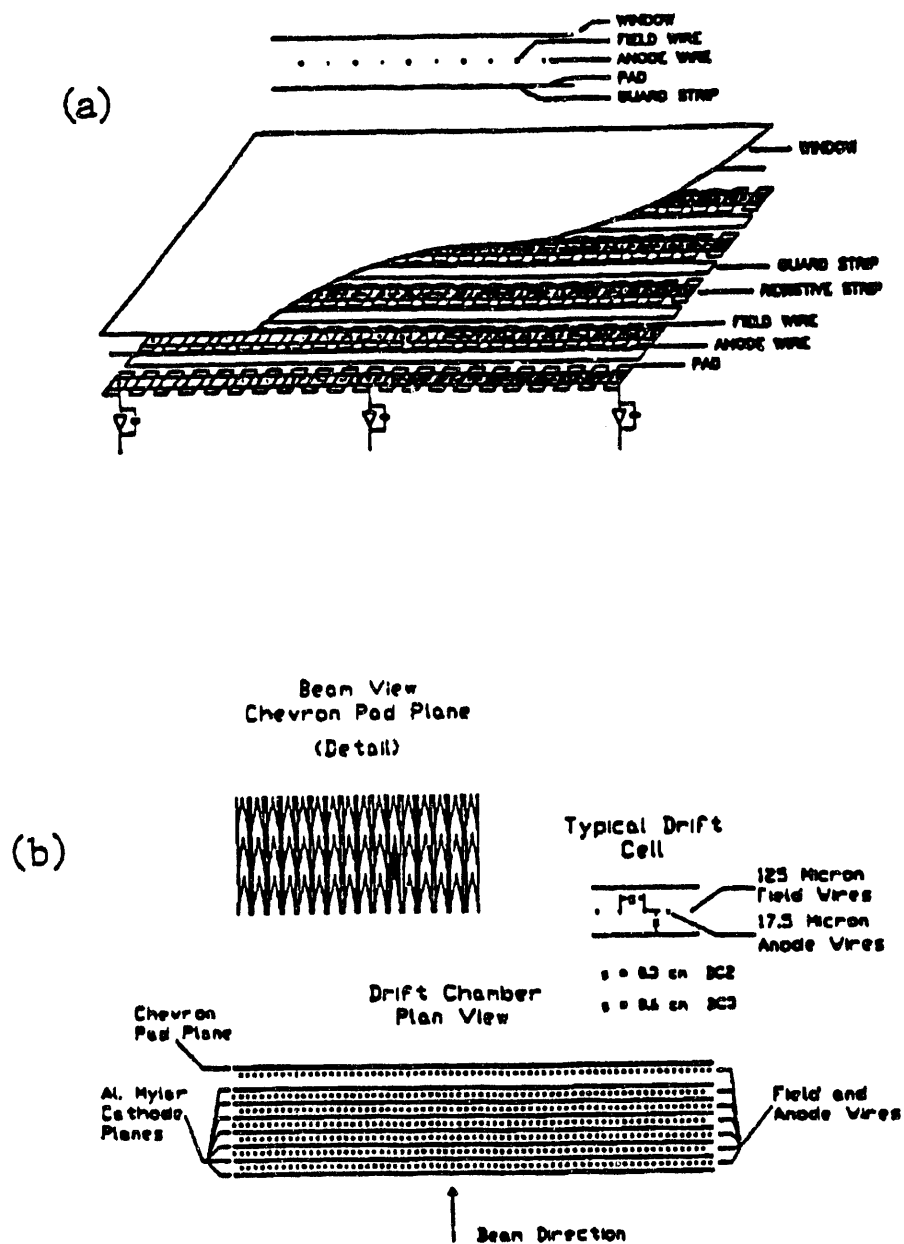 WINDOW
FIELD WIRE
ANODE WIRE
PAD
GUARD STRIP
(a)
WINDOW
GUARD STRIP
RESISTIVE STRIP
FIELD WIRE
ANODE WIRE
PAD
Beam View
Chevron Pad Plane
(Detail)
(b)
Typical Drift
Cell
125 Micron
Field Wires
17.5 Micron
Anode Wires
DC2
DC3
Drift Chamber
Plan View
Chevron
Pad Plane
Al. Mylar
Cathode
Planes
Field and
Anode Wires
Beam Direction